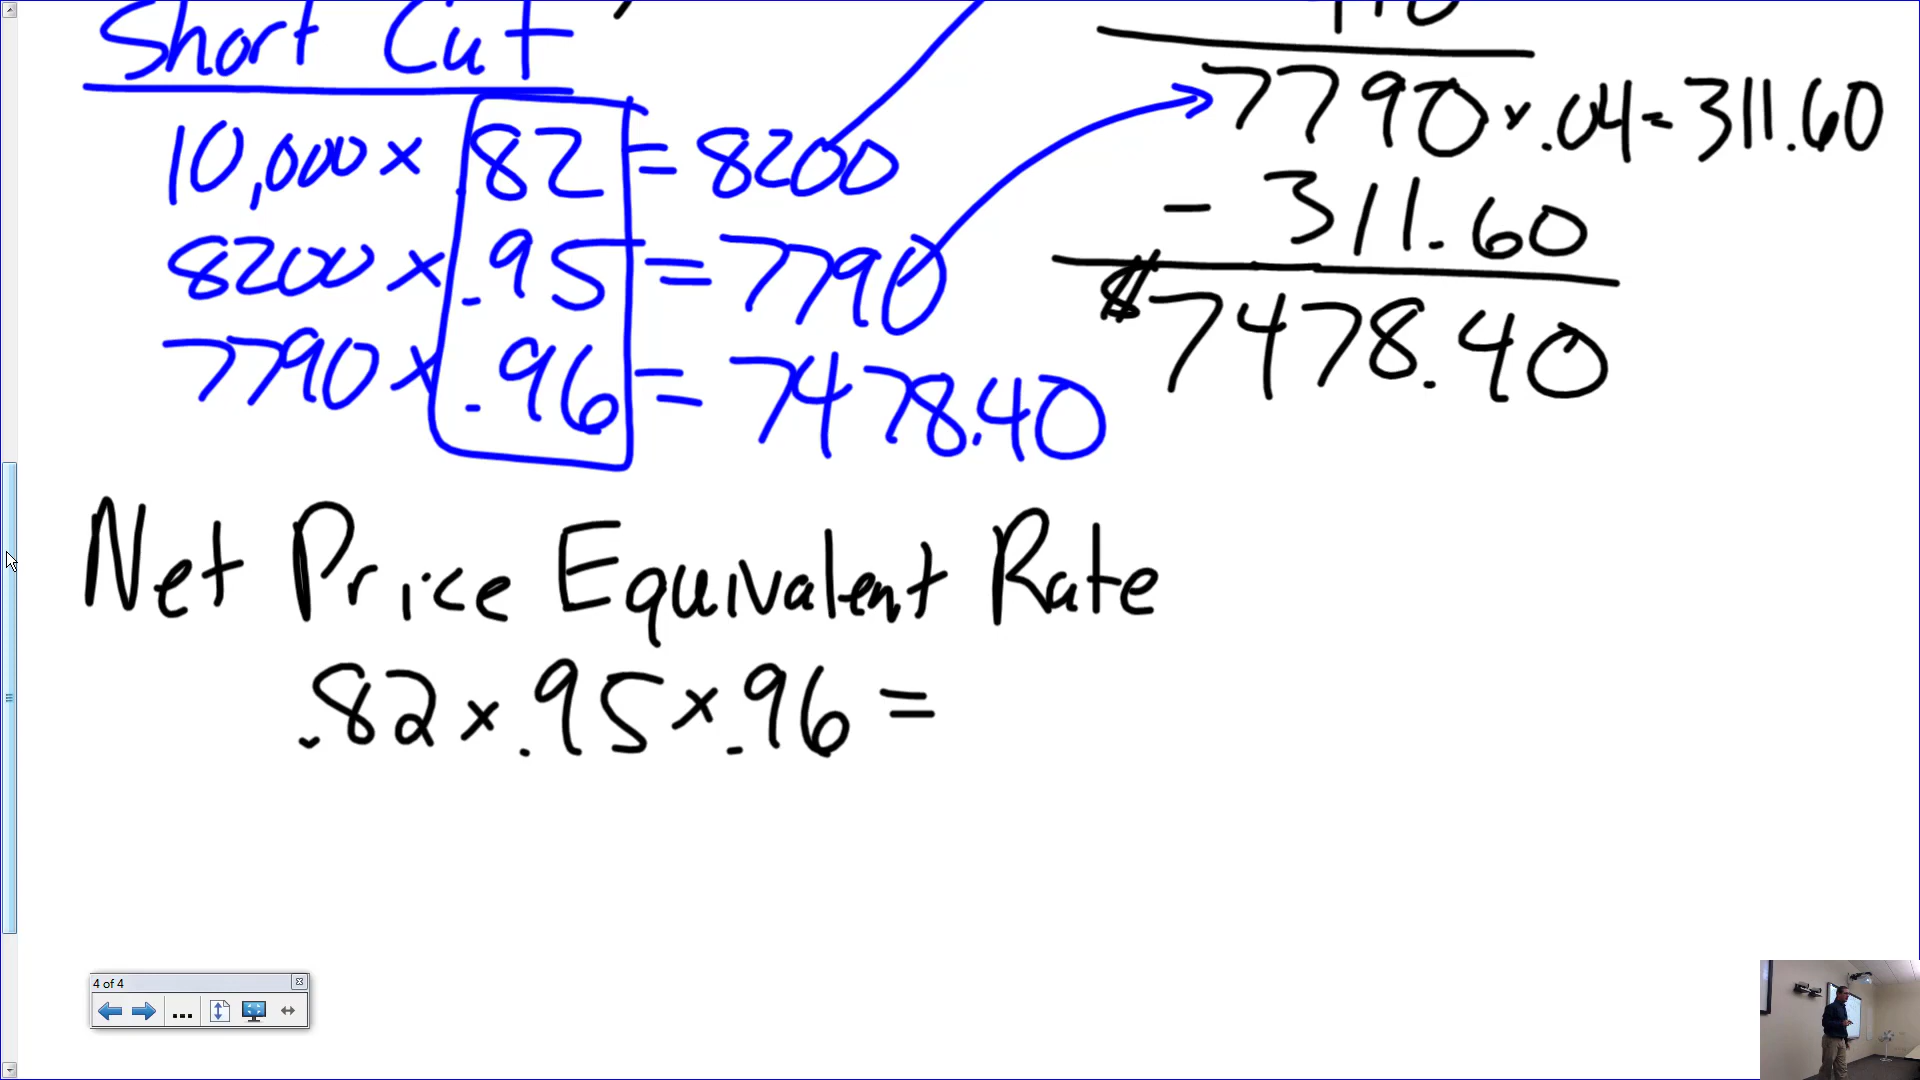 Short Cut
10,000 × .82 = 8200
8200 × .95 = 7790
7790 × .96 = 7478.40
7790 × .04 = 311.60
- 311.60
$7478.40
Net Price Equivalent Rate
.82 × .95 × .96 =
4 of 4
...